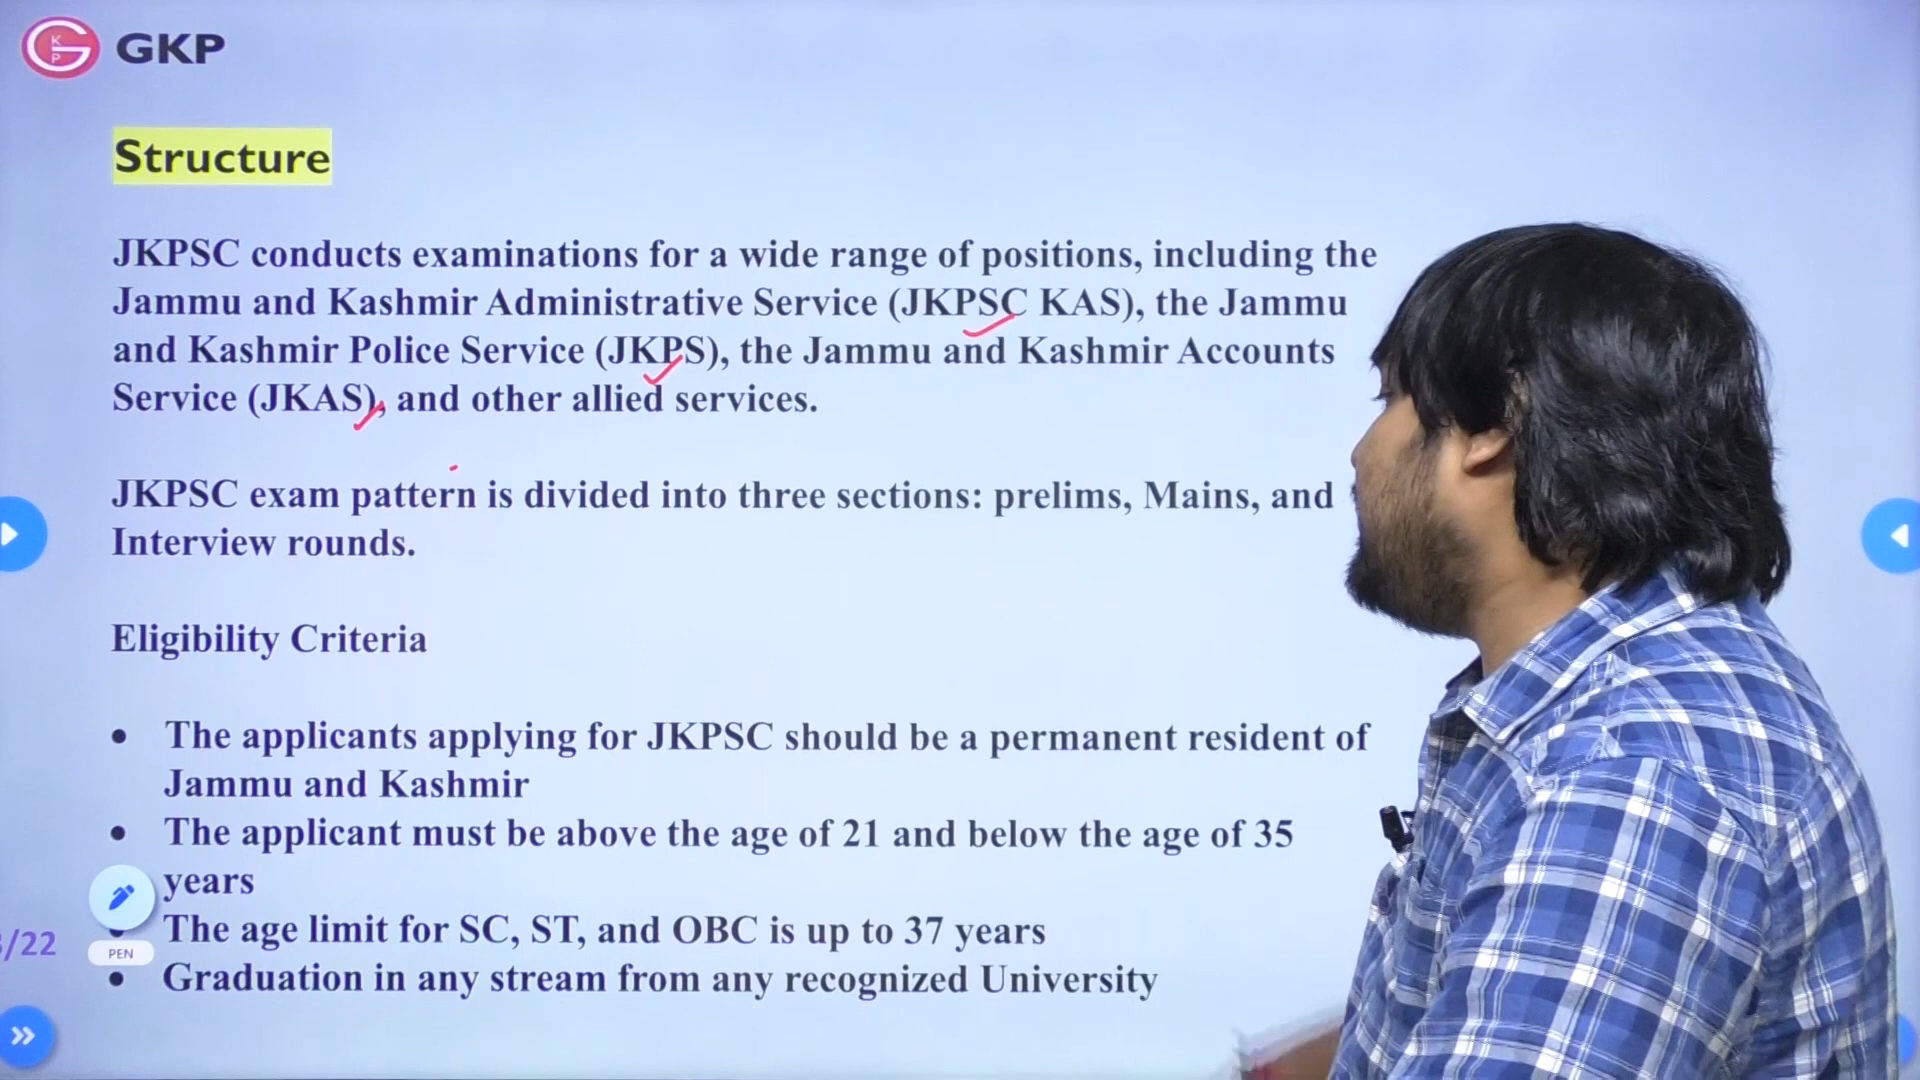 GKP
Structure
JKPSC conducts examinations for a wide range of positions, including the
Jammu and Kashmir Administrative Service (JKPSC KAS), the Jammu
and Kashmir Police Service (JKPS), the Jammu and Kashmir Accounts
Service (JKAS), and other allied services.
JKPSC exam pattern is divided into three sections: prelims, Mains, and
Interview rounds.
Eligibility Criteria
• The applicants applying for JKPSC should be a permanent resident of
Jammu and Kashmir
• The applicant must be above the age of 21 and below the age of 35
years
• The age limit for SC, ST, and OBC is up to 37 years
• Graduation in any stream from any recognized University
/22
PEN